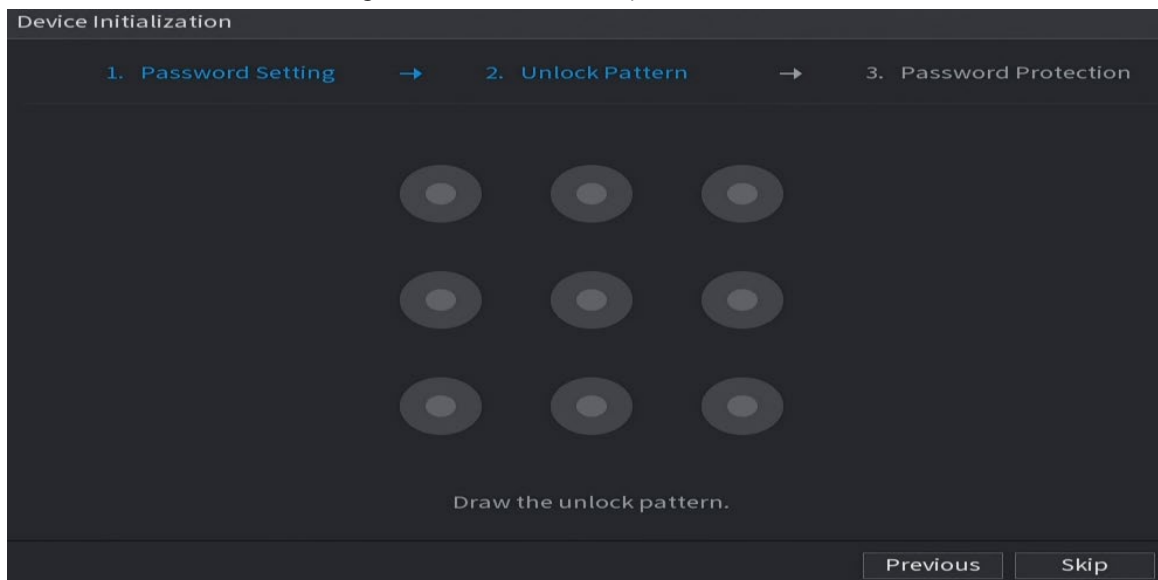 Device Initialization
1. Password Setting → 2. Unlock Pattern → 3. Password Protection
Draw the unlock pattern.
Previous Skip